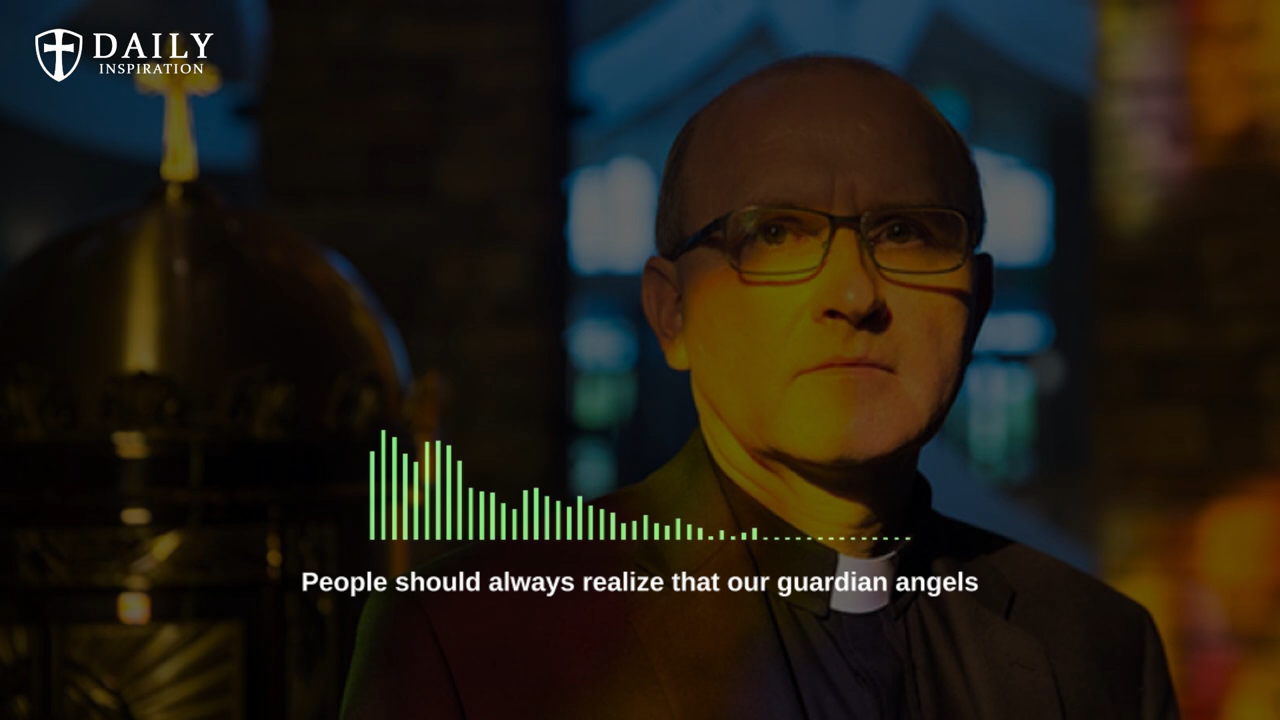 DAILY
INSPIRATION
People should always realize that our guardian angels